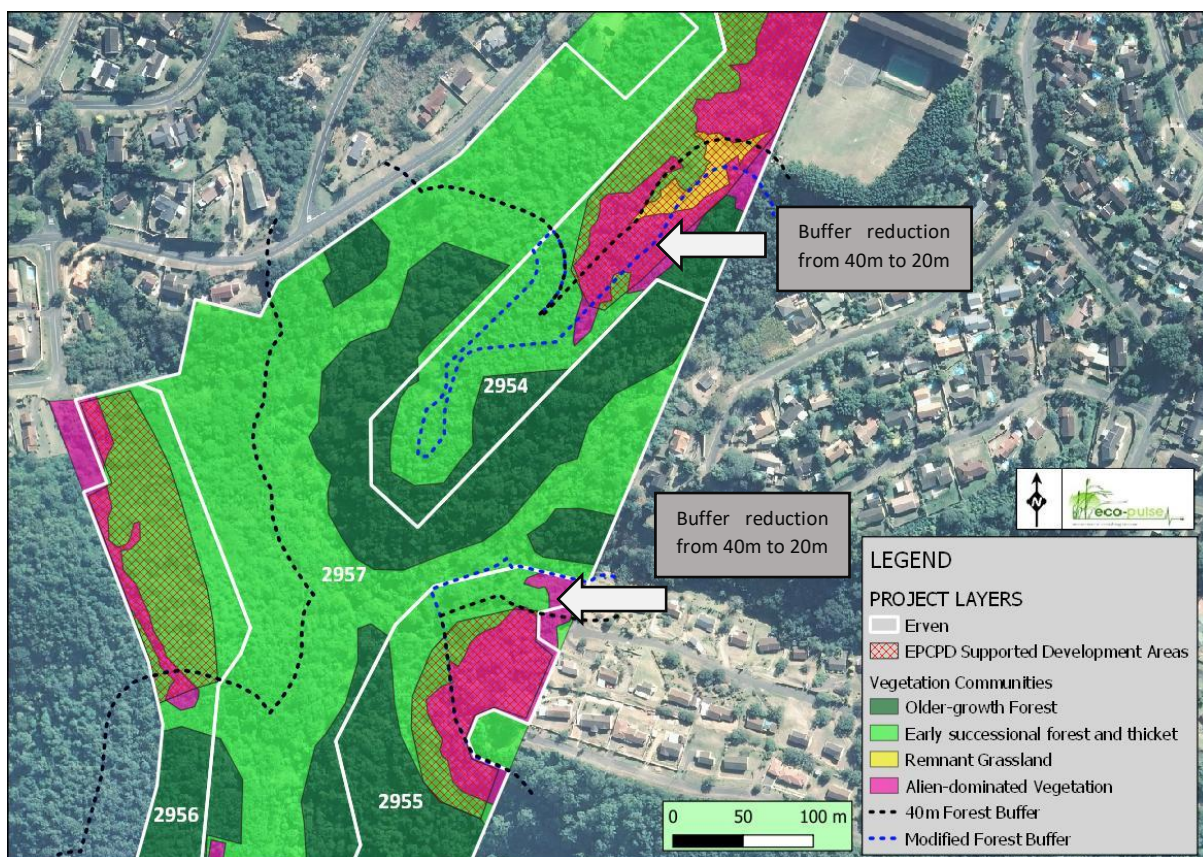 Buffer reduction
from 40m to 20m
2954
Buffer reduction
from 40m to 20m
2957
2956
2955
N
eco-pulse
LEGEND
PROJECT LAYERS
Erven
EPCPD Supported Development Areas
Vegetation Communities
Older-growth Forest
Early successional forest and thicket
Remnant Grassland
Alien-dominated Vegetation
40m Forest Buffer
Modified Forest Buffer
0 50 100 m